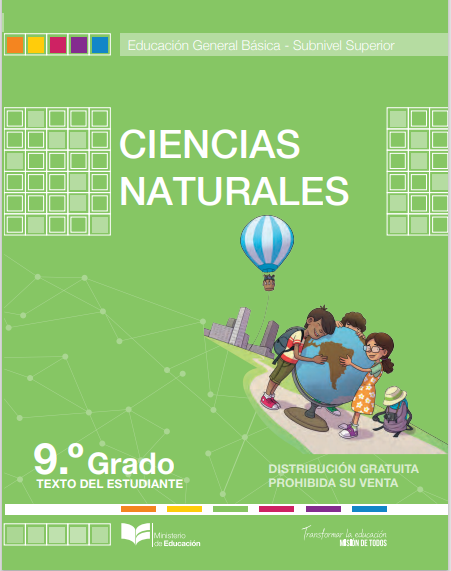 Educación General Básica - Subnivel Superior
CIENCIAS
NATURALES
9.º Grado
TEXTO DEL ESTUDIANTE
DISTRIBUCIÓN GRATUITA
PROHIBIDA SU VENTA
Ministerio
de Educación
Transformar la educación
MISIÓN DE TODOS